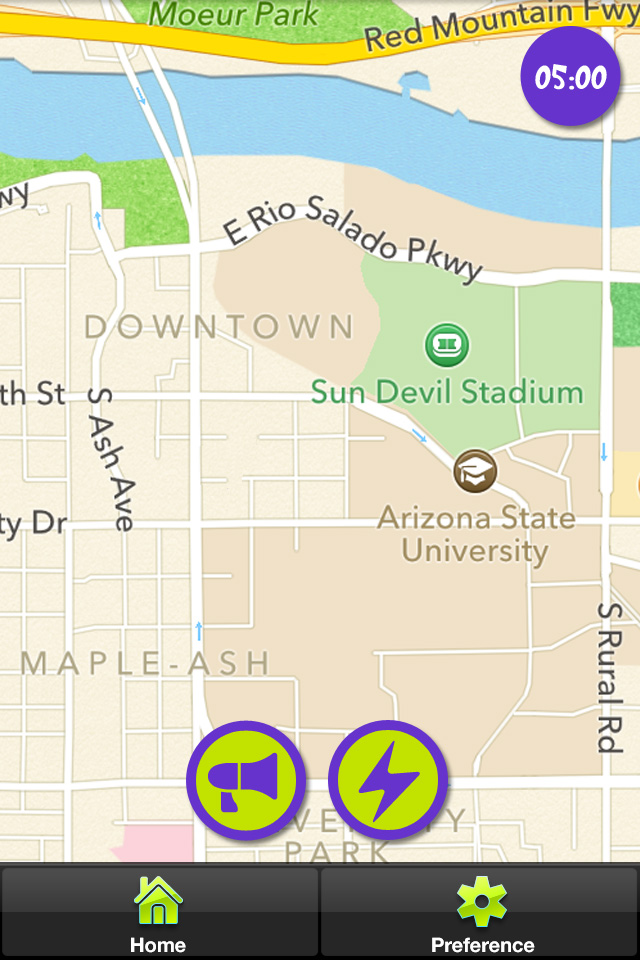 Moeur Park
Red Mountain Fwy
05:00
wy
E Rio Salado Pkwy
DOWNTOWN
th St
S Ash Ave
Sun Devil Stadium
ty Dr
Arizona State
University
MAPLE-ASH
S Rural Rd
PARK
Home
Preference